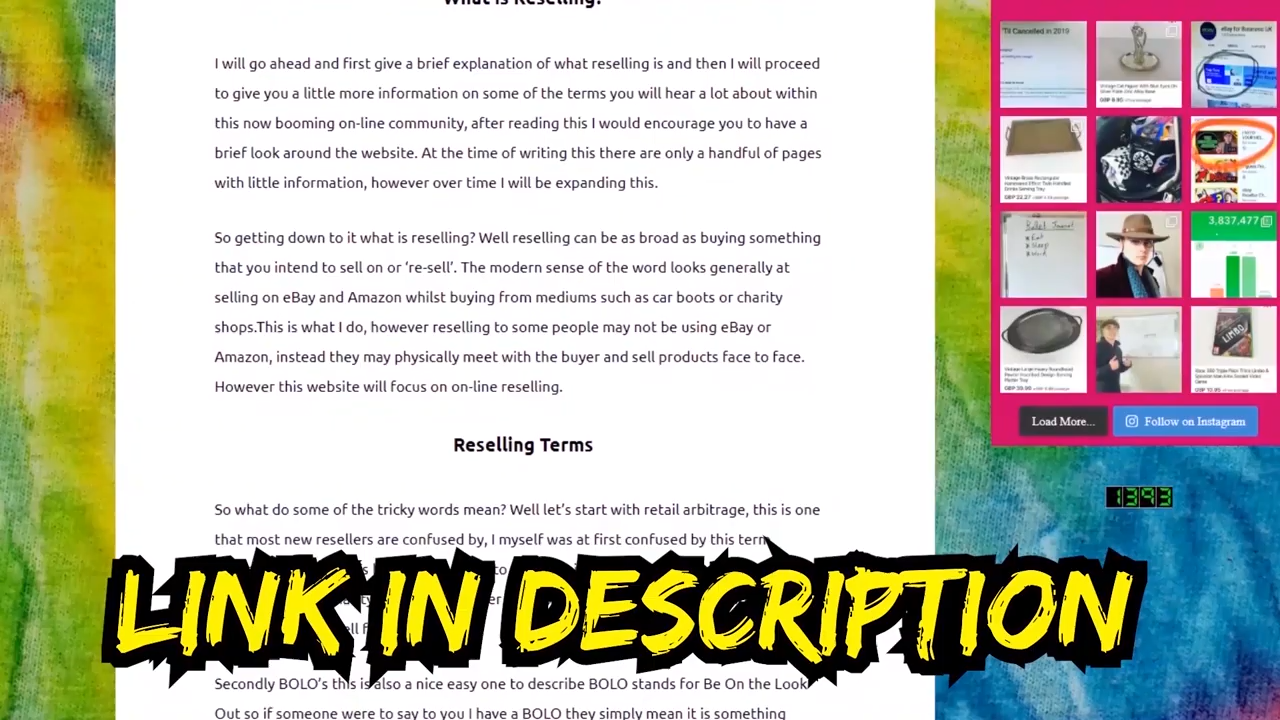 What is Reselling?
I will go ahead and first give a brief explanation of what reselling is and then I will proceed
to give you a little more information on some of the terms you will hear a lot about within
this now booming on-line community, after reading this I would encourage you to have a
brief look around the website. At the time of writing this there are only a handful of pages
with little information, however over time I will be expanding this.
So getting down to what is reselling? Well reselling can be as broad as buying something
that you intend to sell on or ‘re-sell’. The modern sense of the word looks generally at
selling on eBay and Amazon whilst buying from mediums such as car boots or charity
shops.This is what I do, however reselling to some people may not be using eBay or
Amazon, instead they may physically meet with the buyer and sell products face to face.
However this website will focus on on-line reselling.
Reselling Terms
So what do some of the tricky words mean? Well let’s start with retail arbitrage, this is one
that most new resellers are confused by, I myself was at first confused by this term
LINK IN DESCRIPTION
Secondly BOLO’s this is also a nice easy one to describe BOLO stands for Be On the Look
Out so if someone were to say to you I have a BOLO they simply mean it is something
'Til Cancelled in 2019
eBay for Business UK
3,837,477
LIMBO
Load More...
Follow on Instagram
1393